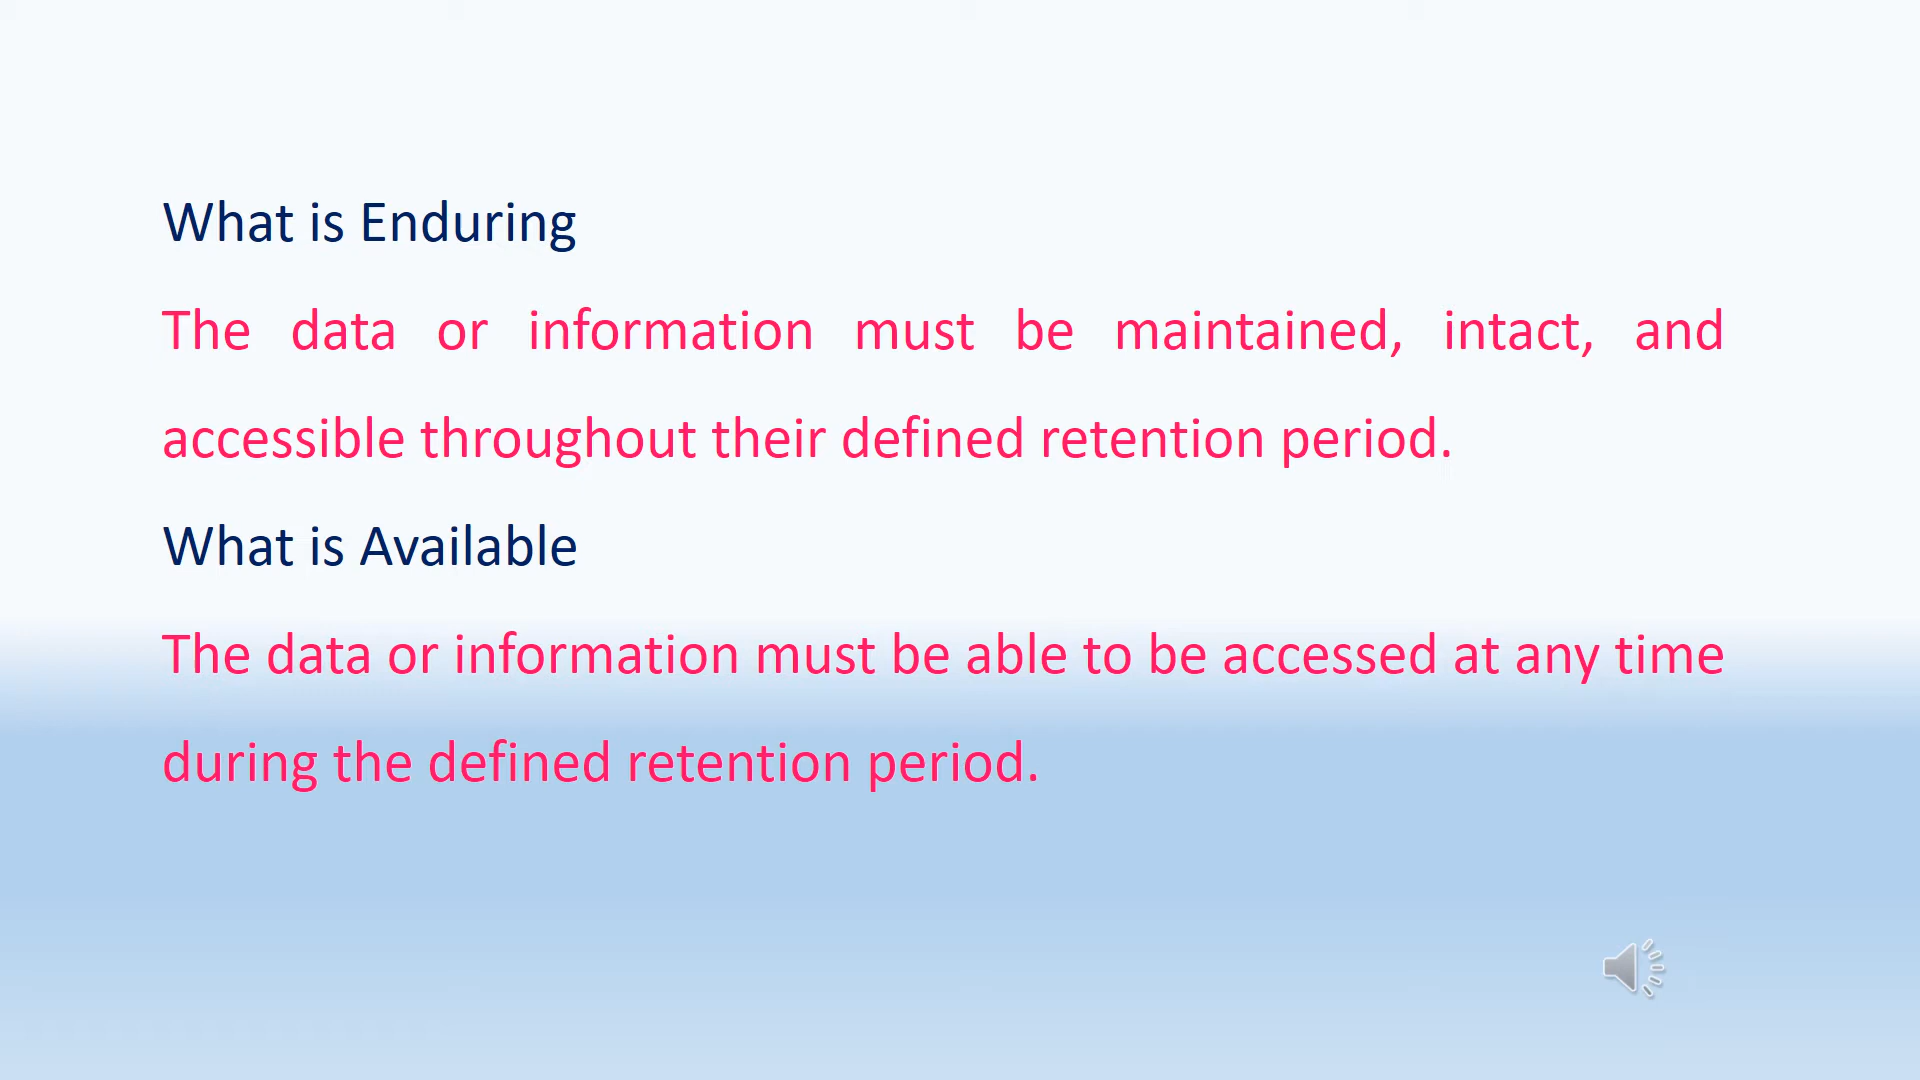 What is Enduring
The data or information must be maintained, intact, and
accessible throughout their defined retention period.
What is Available
The data or information must be able to be accessed at any time
during the defined retention period.